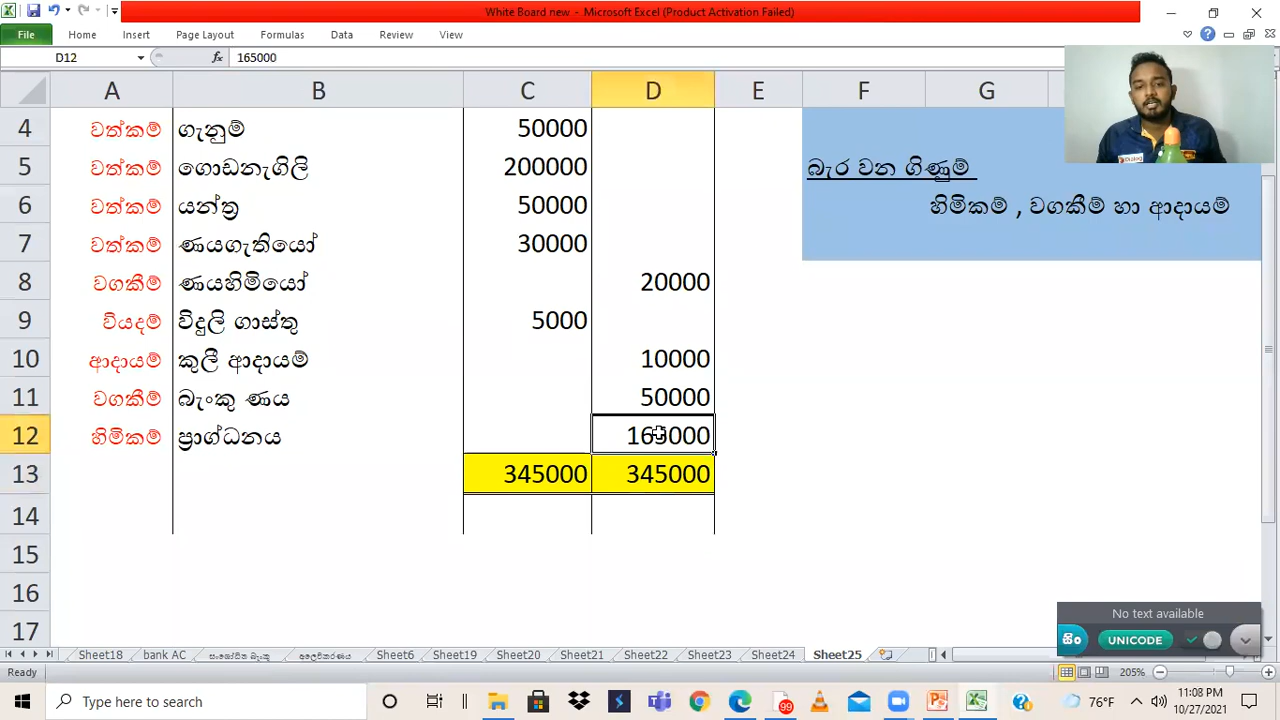 White Board new - Microsoft Excel (Product Activation Failed)
File Home Insert Page Layout Formulas Data Review View
D12 fx 165000
A B C D E F G
4 වත්කම් ගැනුම් 50000
5 වත්කම් ගොඩනැගිලි 200000 බැර වන ගිණුම්
6 වත්කම් යන්ත්‍ර 50000 හිමිකම් , වගකීම් හා ආදායම්
7 වත්කම් ණයගැතියෝ 30000
8 වගකීම් ණයහිමියෝ 20000
9 වියදම් විදුලි ගාස්තු 5000
10 ආදායම් කුලී ආදායම් 10000
11 වගකීම් බැංකු ණය 50000
12 හිමිකම් ප්‍රාග්ධනය 165000
13 345000 345000
14
15
16
17
No text available
සිං UNICODE
Sheet18 bank AC Sheet6 Sheet19 Sheet20 Sheet21 Sheet22 Sheet23 Sheet24 Sheet25
Ready 205%
Type here to search 99 76°F 11:08 PM
10/27/2021